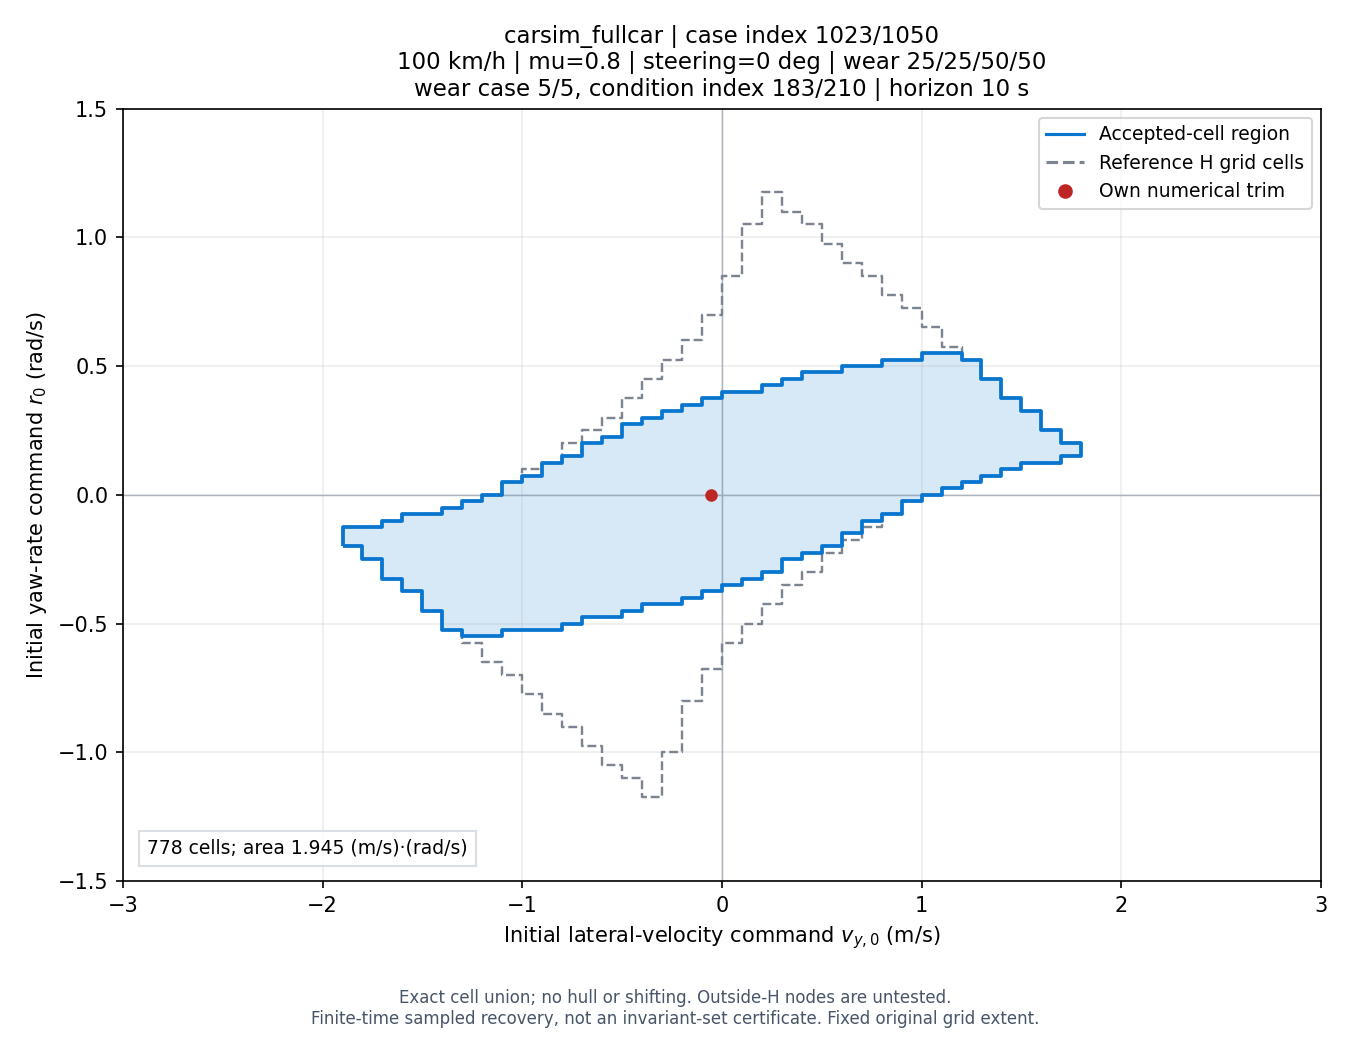 carsim_fullcar | case index 1023/1050
100 km/h | mu=0.8 | steering=0 deg | wear 25/25/50/50
wear case 5/5, condition index 183/210 | horizon 10 s
Accepted-cell region
Reference H grid cells
Own numerical trim
1.5
1.0
0.5
0.0
−0.5
−1.0
−1.5
Initial yaw-rate command r₀ (rad/s)
778 cells; area 1.945 (m/s)·(rad/s)
−3
−2
−1
0
1
2
3
Initial lateral-velocity command v_{y,0} (m/s)
Exact cell union; no hull or shifting. Outside-H nodes are untested.
Finite-time sampled recovery, not an invariant-set certificate. Fixed original grid extent.